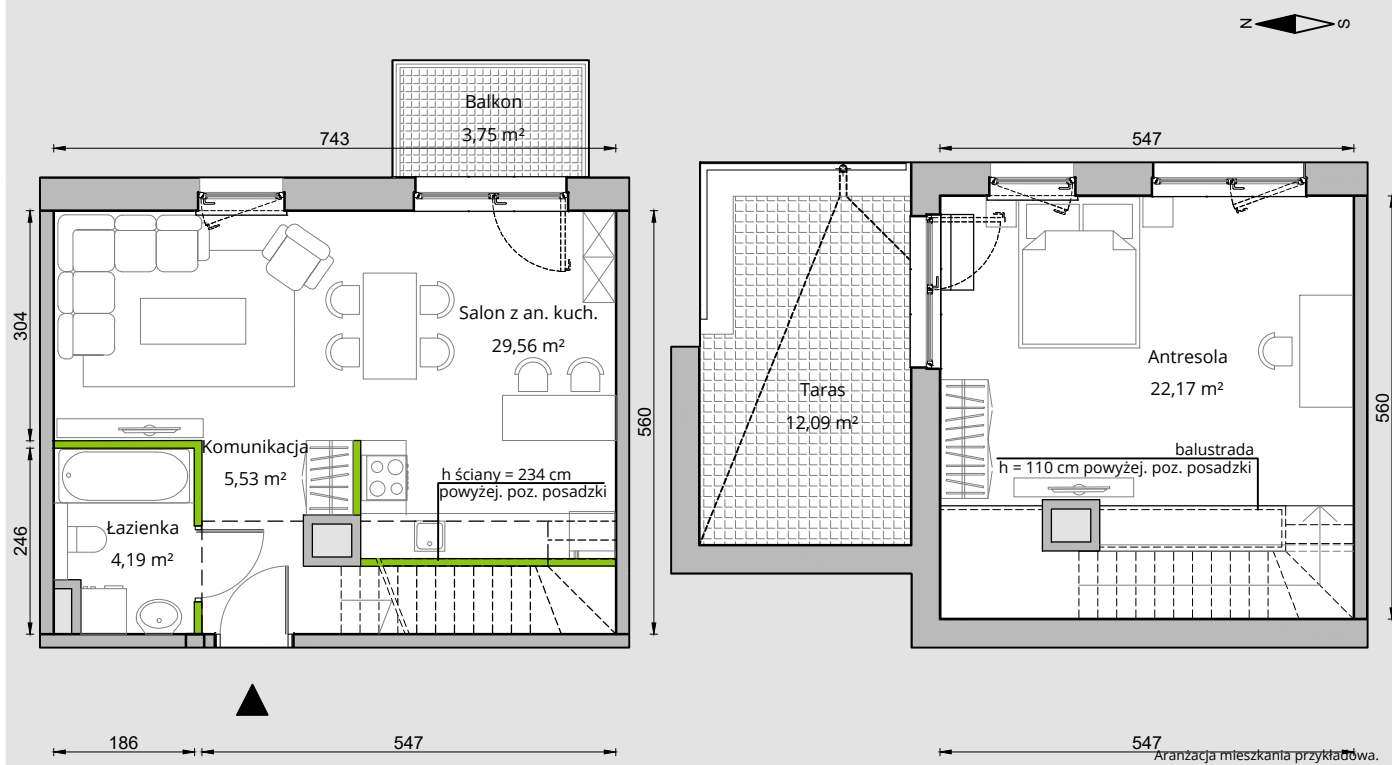 N S
Balkon
3,75 m²
743
547
304
Salon z an. kuch.
29,56 m²
560
Antresola
22,17 m²
Taras
12,09 m²
560
Komunikacja
5,53 m²
h ściany = 234 cm
powyżej. poz. posadzki
balustrada
h = 110 cm powyżej. poz. posadzki
246
Łazienka
4,19 m²
186
547
547
Aranżacja mieszkania przykładowa.